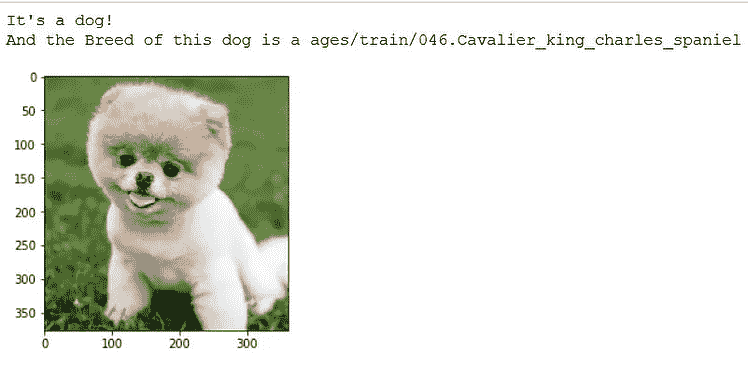 It's a dog!
And the Breed of this dog is a ages/train/046.Cavalier_king_charles_spaniel
0
50
100
150
200
250
300
350
0 100 200 300